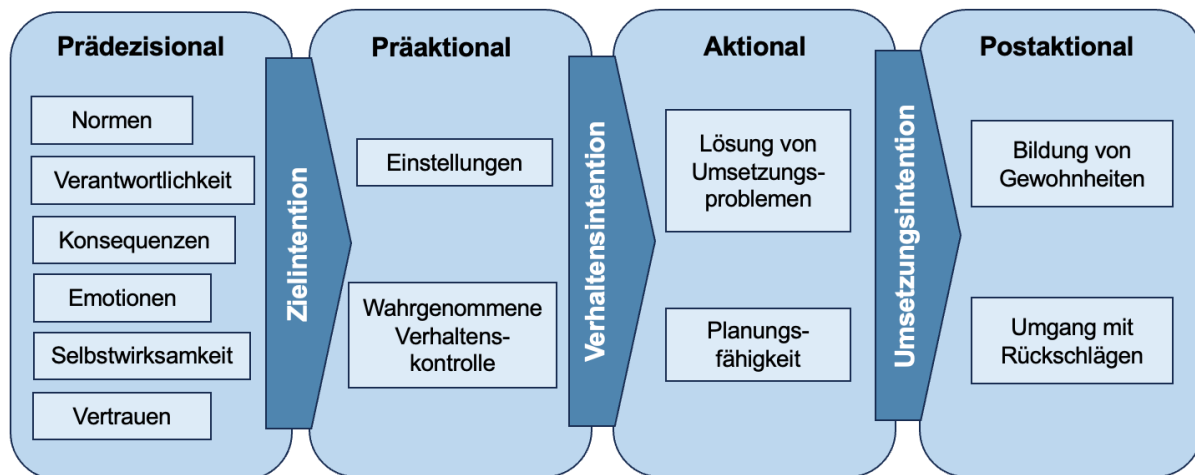 Prädezisional
Normen
Verantwortlichkeit
Konsequenzen
Emotionen
Selbstwirksamkeit
Vertrauen
Zielintention
Präaktional
Einstellungen
Wahrgenommene
Verhaltens-
kontrolle
Verhaltensintention
Aktional
Lösung von
Umsetzungs-
problemen
Planungs-
fähigkeit
Umsetzungsintention
Postaktional
Bildung von
Gewohnheiten
Umgang mit
Rückschlägen